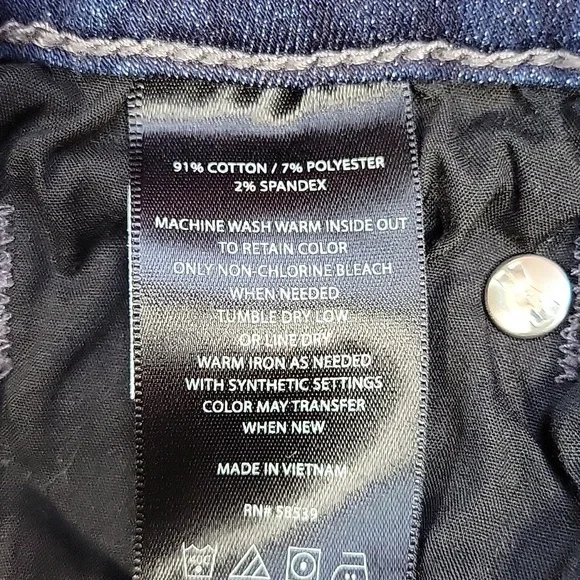 91% COTTON / 7% POLYESTER
2% SPANDEX
MACHINE WASH WARM INSIDE OUT
TO RETAIN COLOR
ONLY NON-CHLORINE BLEACH
WHEN NEEDED
TUMBLE DRY LOW
OR LINE DRY
WARM IRON AS NEEDED
WITH SYNTHETIC SETTINGS
COLOR MAY TRANSFER
WHEN NEW
MADE IN VIETNAM
RN# 58539